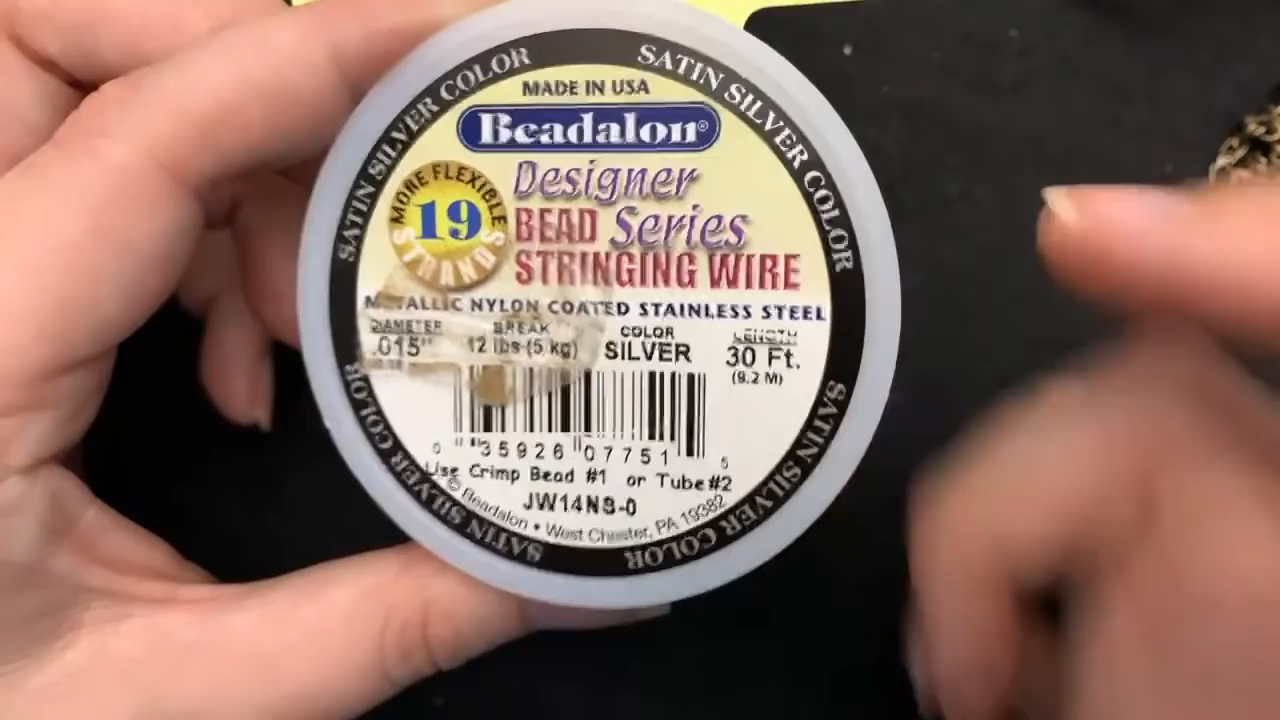 SATIN SILVER COLOR
SATIN SILVER COLOR
MADE IN USA
Beadalon®
MORE FLEXIBLE
19
STRANDS
Designer
BEAD Series
STRINGING WIRE
METALLIC NYLON COATED STAINLESS STEEL
DIAMETER BREAK COLOR LENGTH
.015" 12 lbs (5 kg) SILVER 30 Ft.
(9.2 M)
0 35926 07751 5
Use Crimp Bead #1 or Tube #2
JW14NS-0
© Beadalon • West Chester, PA 19382
SATIN SILVER COLOR
SATIN SILVER COLOR